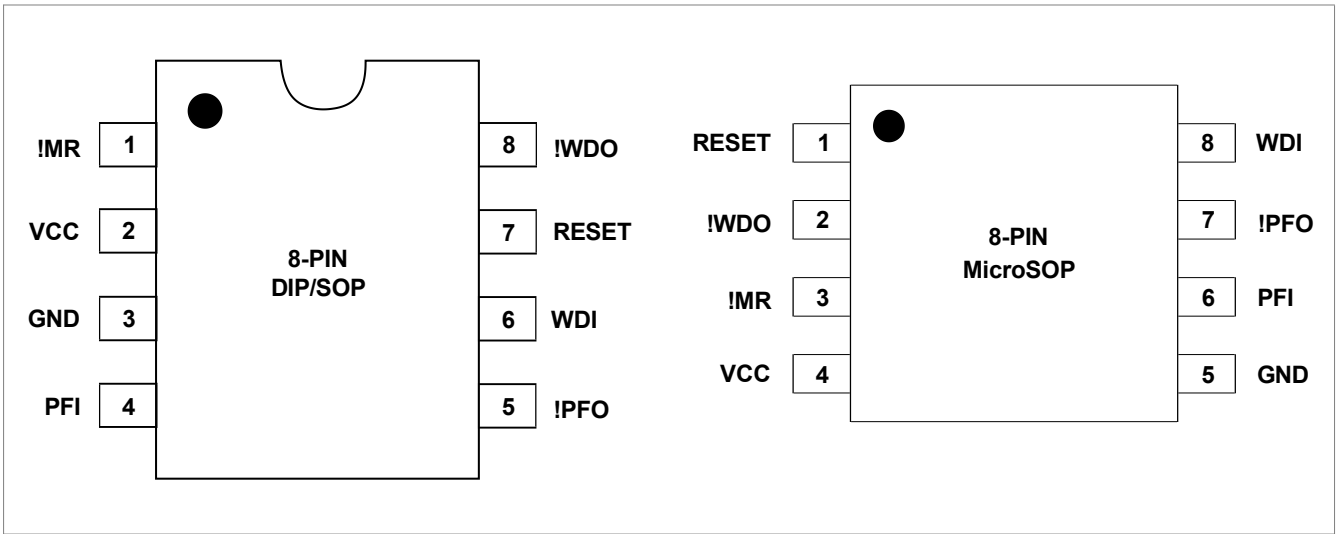 !MR 1
VCC 2
GND 3
PFI 4
8-PIN
DIP/SOP
8 !WDO
7 RESET
6 WDI
5 !PFO
RESET 1
!WDO 2
!MR 3
VCC 4
8-PIN
MicroSOP
8 WDI
7 !PFO
6 PFI
5 GND